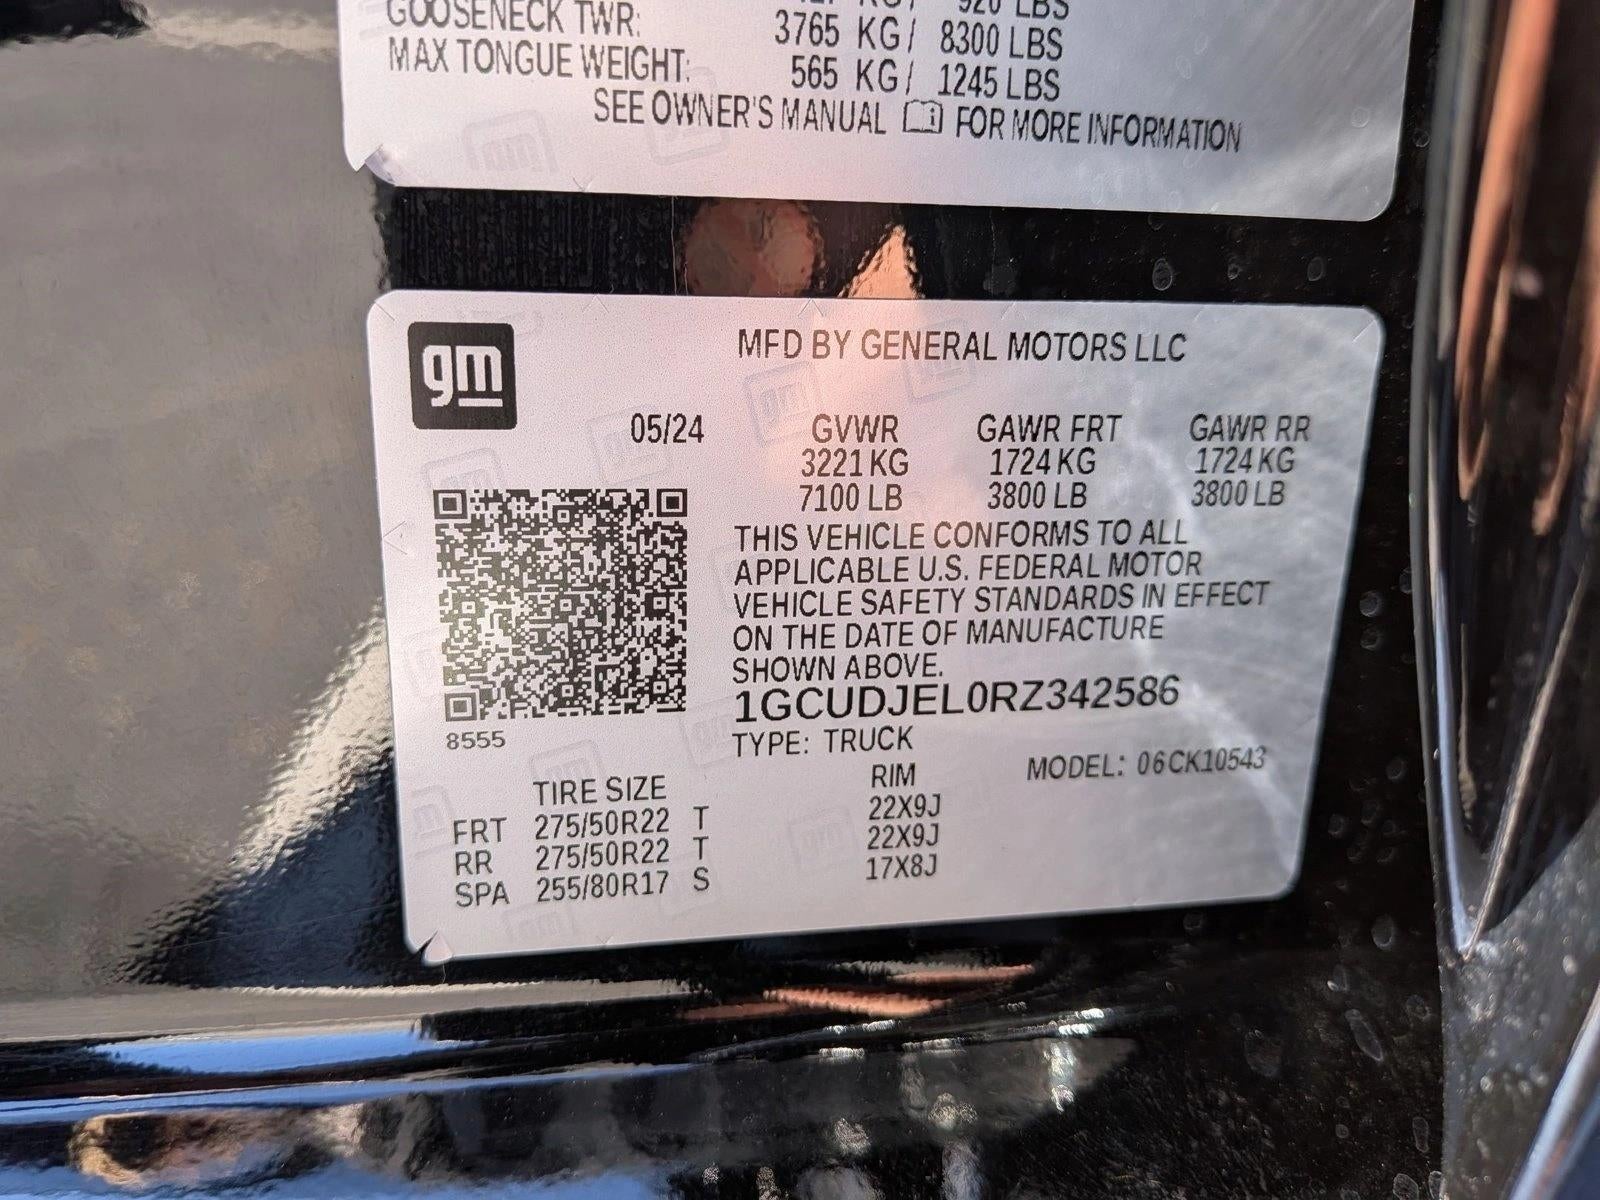 KG/ 920 LBS
GOOSENECK TWR: 3765 KG/ 8300 LBS
MAX TONGUE WEIGHT: 565 KG/ 1245 LBS
SEE OWNER'S MANUAL FOR MORE INFORMATION
gm
MFD BY GENERAL MOTORS LLC
05/24 GVWR GAWR FRT GAWR RR
3221 KG 1724 KG 1724 KG
7100 LB 3800 LB 3800 LB
THIS VEHICLE CONFORMS TO ALL
APPLICABLE U.S. FEDERAL MOTOR
VEHICLE SAFETY STANDARDS IN EFFECT
ON THE DATE OF MANUFACTURE
SHOWN ABOVE.
1GCUDJEL0RZ342586
8555
TYPE: TRUCK
MODEL: 06CK10543
TIRE SIZE RIM
FRT 275/50R22 T 22X9J
RR 275/50R22 T 22X9J
SPA 255/80R17 S 17X8J